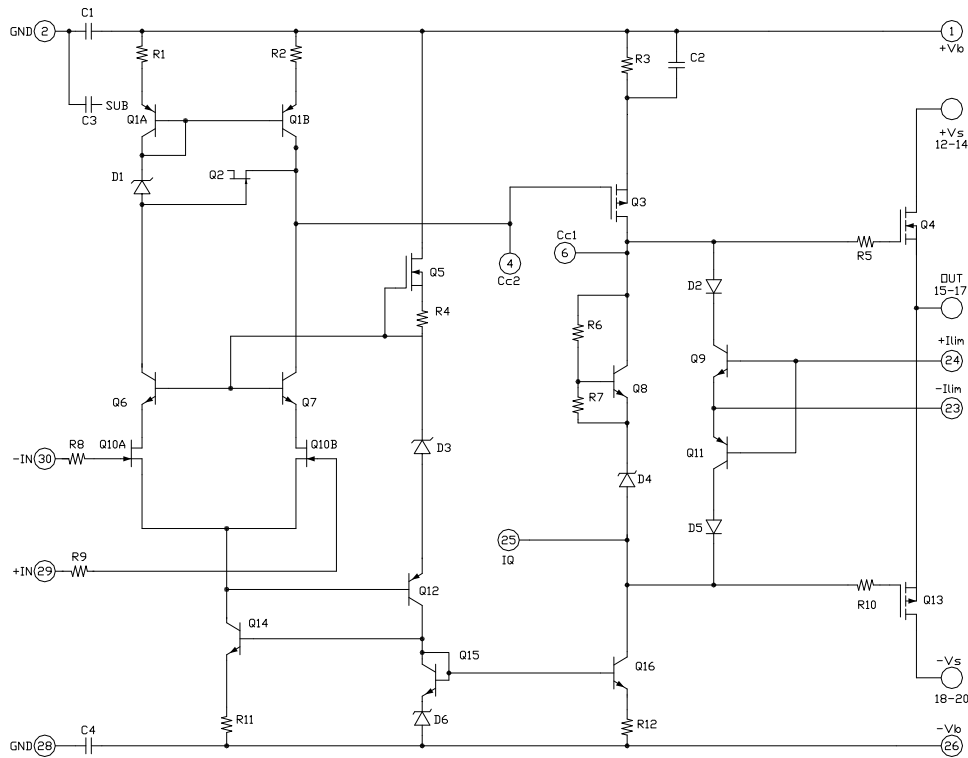 C1
GND 2
1
+Vb
R1
R2
R3
C2
SUB
C3
Q1A
Q1B
+Vs
12-14
D1
Q2
Q3
Q4
Cc1
6
4
Cc2
R5
Q5
OUT
15-17
D2
R4
R6
+Ilim
24
Q9
Q6
Q7
Q8
R7
-Ilim
23
Q10A
Q10B
R8
-IN 30
D3
Q11
D4
D5
25
IQ
R9
+IN 29
Q12
R10
Q13
Q14
Q15
Q16
-Vs
18-20
R11
D6
R12
C4
GND 28
-Vb
26